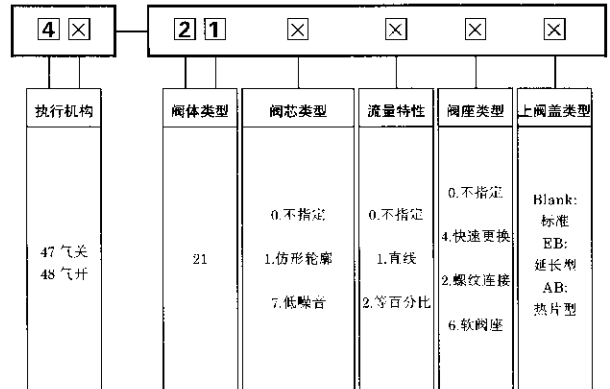 4 × 21 × × × ×
执行机构
47 气关
48 气开
阀体类型
21
阀芯类型
0.不指定
1.仿形轮廓
7.低噪音
流量特性
0.不指定
1.直线
2.等百分比
阀座类型
0.不指定
4.快速更换
2.螺纹连接
6.软阀座
上阀盖类型
Blank:
标准
EB:
延长型
AB:
热片型